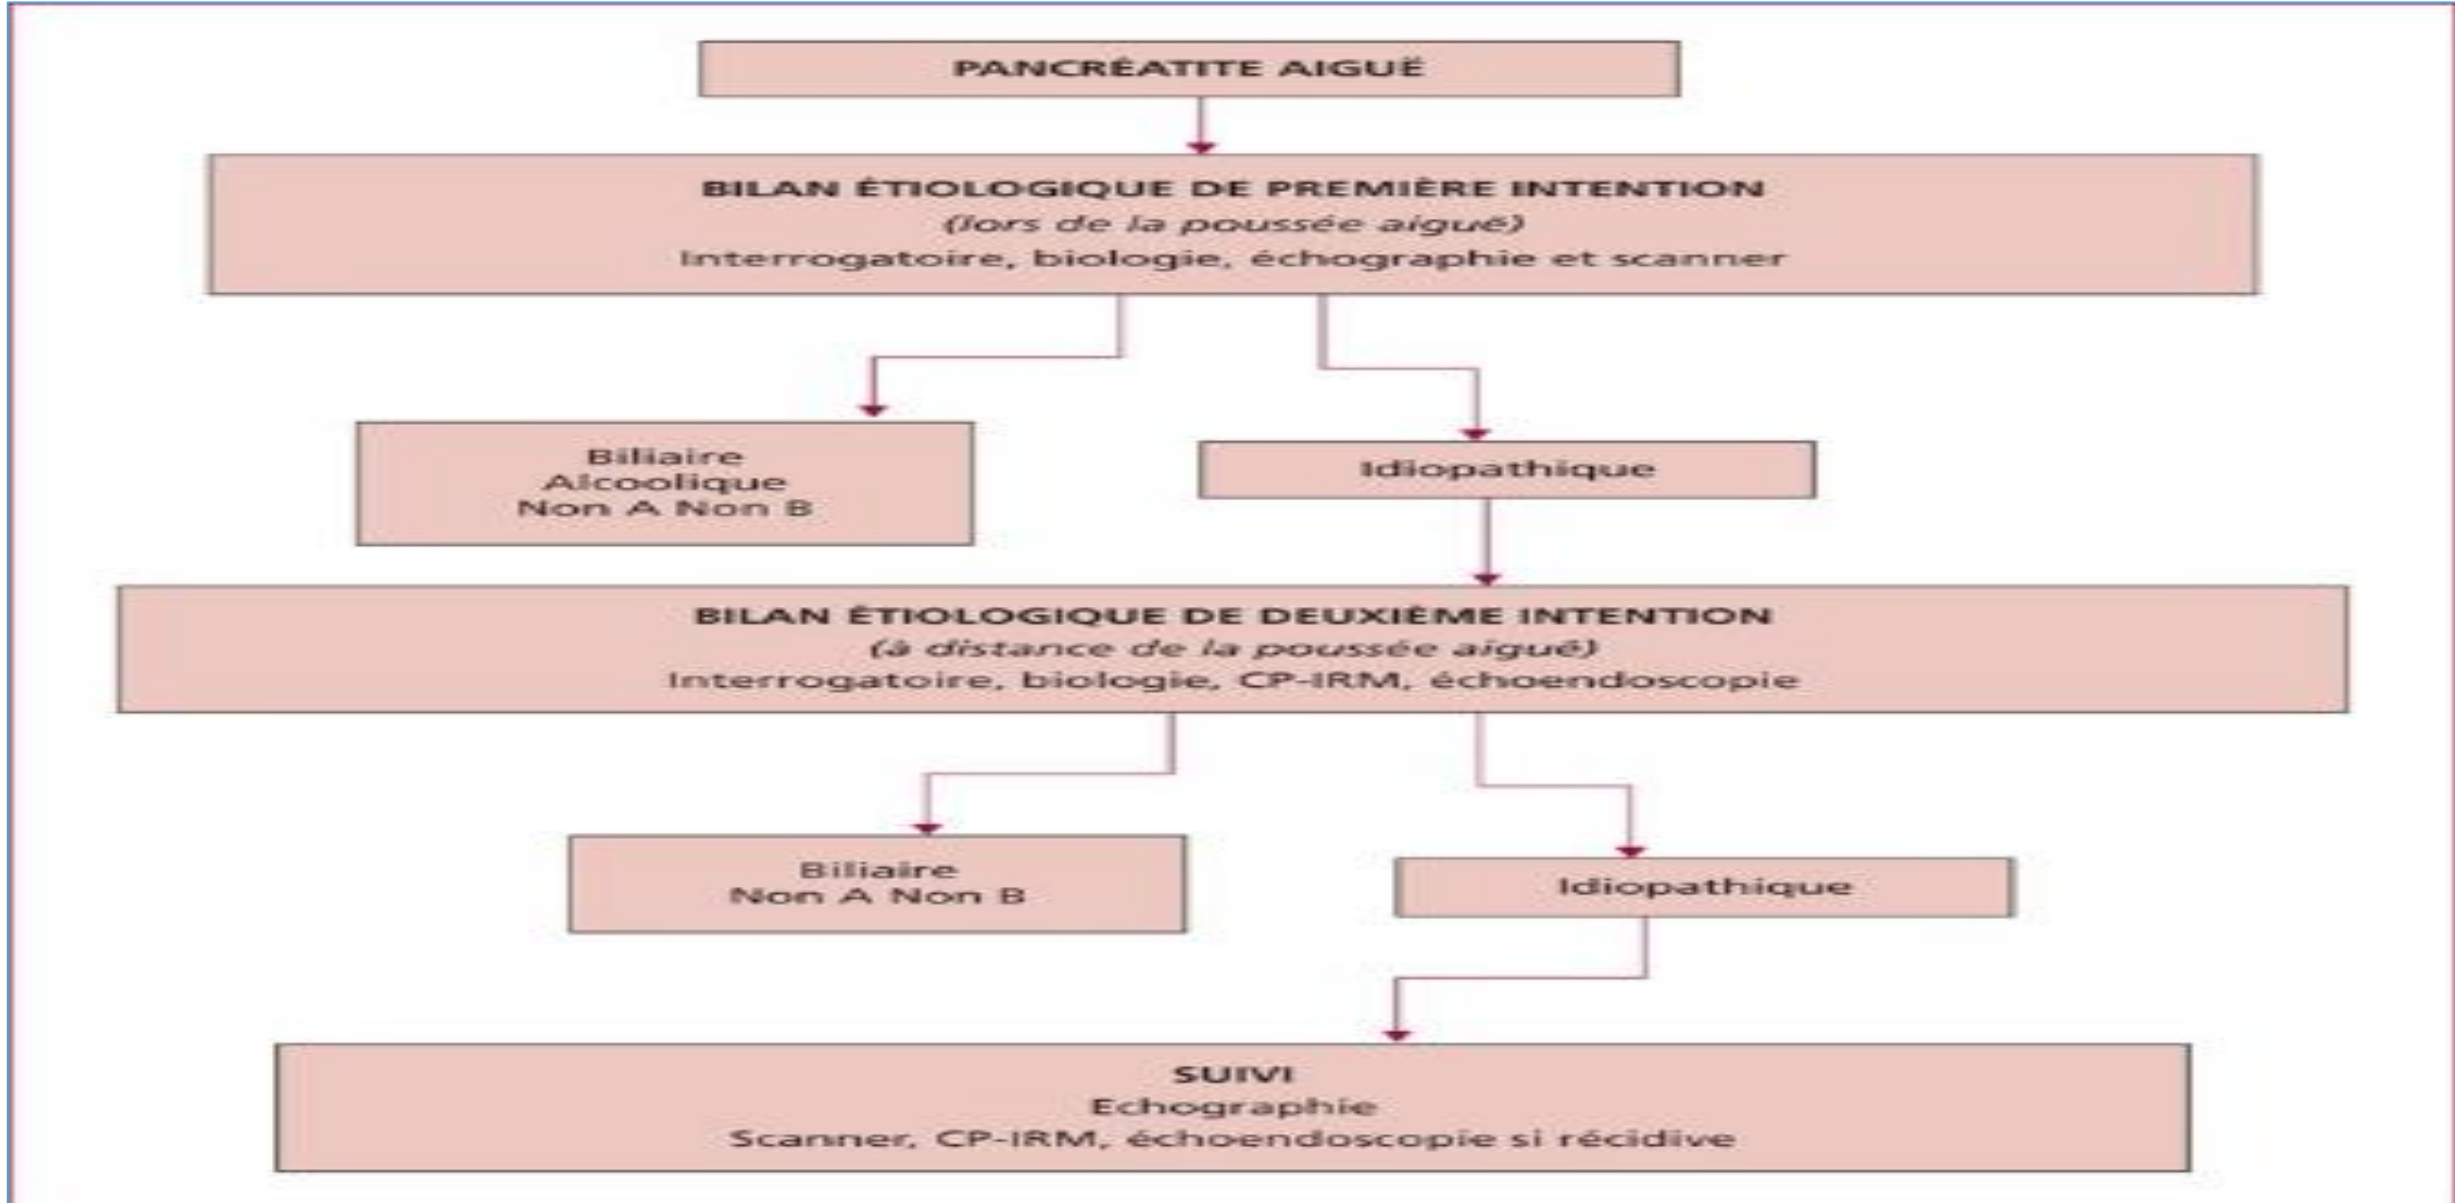 PANCRÉATITE AIGUË
BILAN ÉTIOLOGIQUE DE PREMIÈRE INTENTION
(lors de la poussée aiguë)
Interrogatoire, biologie, échographie et scanner
Biliaire
Alcoolique
Non A Non B
Idiopathique
BILAN ÉTIOLOGIQUE DE DEUXIÈME INTENTION
(à distance de la poussée aiguë)
Interrogatoire, biologie, CP-IRM, échoendoscopie
Biliaire
Non A Non B
Idiopathique
SUIVI
Echographie
Scanner, CP-IRM, échoendoscopie si récidive